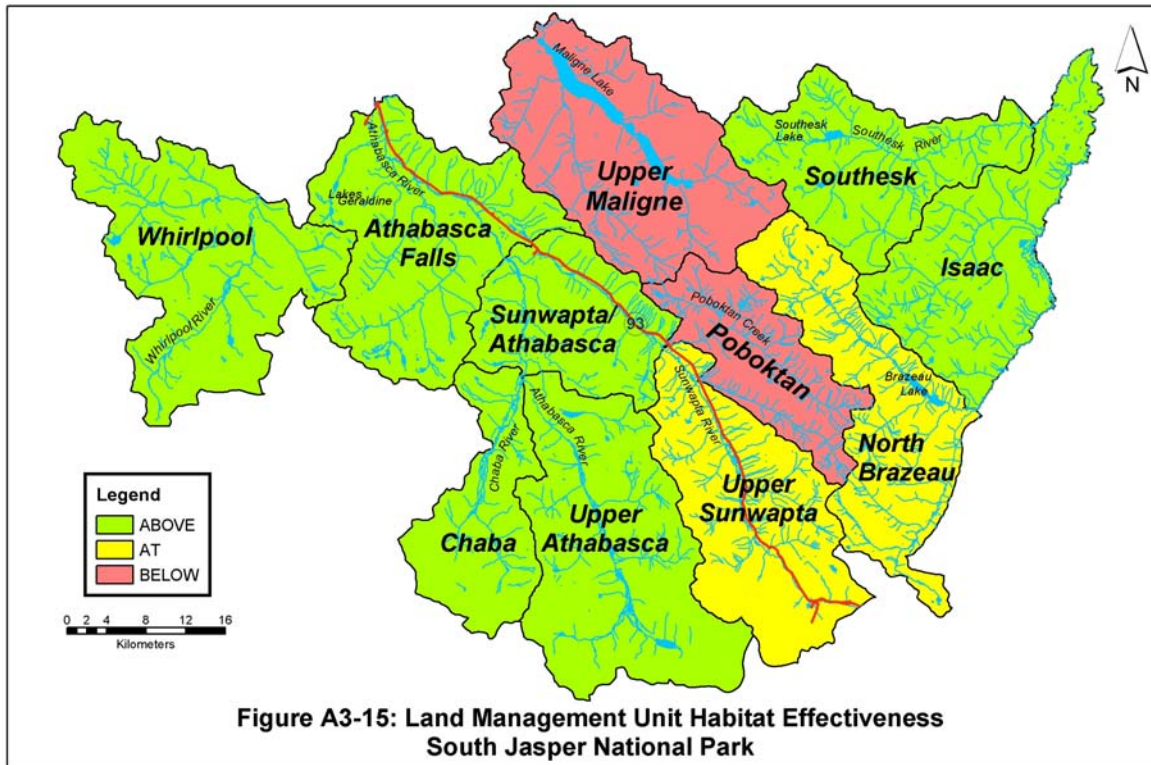 Maligne Lake
N
Southesk
Lake
Southesk River
Southesk
Upper
Maligne
Athabasca River
Lakes
Geraldine
Whirlpool
Athabasca
Falls
Isaac
Whirlpool River
Sunwapta/
Athabasca
93
Poboktan Creek
Poboktan
Brazeau
Lake
Sunwapta River
Athabasca River
Chaba River
North
Brazeau
Upper
Sunwapta
Upper
Athabasca
Chaba
Legend
ABOVE
AT
BELOW
0 2 4 8 12 16
Kilometers
Figure A3-15: Land Management Unit Habitat Effectiveness
South Jasper National Park